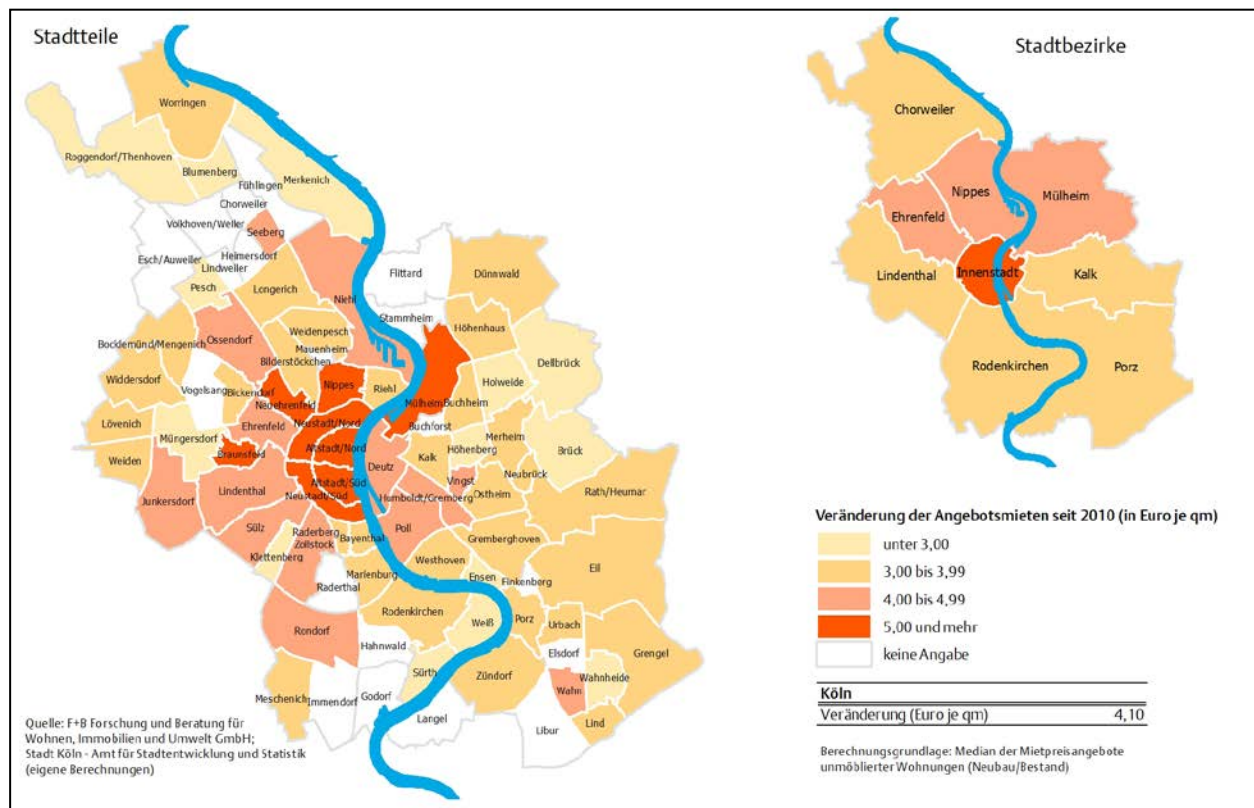 Stadtteile
Worringen
Roggendorf/Thenhoven
Blumenberg
Merkenich
Fühlingen
Chorweiler
Volkhoven/Weiler
Seeberg
Esch/Auweiler
Heimersdorf
Lindweiler
Pesch
Longerich
Niehl
Flittard
Dünnwald
Stammheim
Höhenhaus
Weidenpesch
Mauenheim
Ossendorf
Bocklemünd/Mengenich
Bilderstöckchen
Widdersdorf
Vogelsang
Bickendorf
Nippes
Riehl
Mülheim
Buchheim
Holweide
Dellbrück
Neuehrenfeld
Neustadt/Nord
Buchforst
Lövenich
Ehrenfeld
Müngersdorf
Altstadt/Nord
Merheim
Höhenberg
Brück
Weiden
Braunsfeld
Deutz
Kalk
Neubrück
Vingst
Altstadt/Süd
Junkersdorf
Lindenthal
Neustadt/Süd
Humboldt/Gremberg
Ostheim
Rath/Heumar
Sülz
Raderberg
Zollstock
Bayenthal
Poll
Gremberghoven
Klettenberg
Westhoven
Marienburg
Raderthal
Ensen
Finkenberg
Eil
Rodenkirchen
Rondorf
Weiß
Porz
Urbach
Hahnwald
Elsdorf
Grengel
Sürth
Zündorf
Wahn
Wahnheide
Meschenich
Immendorf
Godorf
Langel
Libur
Lind
Quelle: F+B Forschung und Beratung für
Wohnen, Immobilien und Umwelt GmbH;
Stadt Köln - Amt für Stadtentwicklung und Statistik
(eigene Berechnungen)
Stadtbezirke
Chorweiler
Nippes
Mülheim
Ehrenfeld
Lindenthal
Innenstadt
Kalk
Rodenkirchen
Porz
Veränderung der Angebotsmieten seit 2010 (in Euro je qm)
unter 3,00
3,00 bis 3,99
4,00 bis 4,99
5,00 und mehr
keine Angabe
Köln
Veränderung (Euro je qm) 4,10
Berechnungsgrundlage: Median der Mietpreisangebote
unmöblierter Wohnungen (Neubau/Bestand)